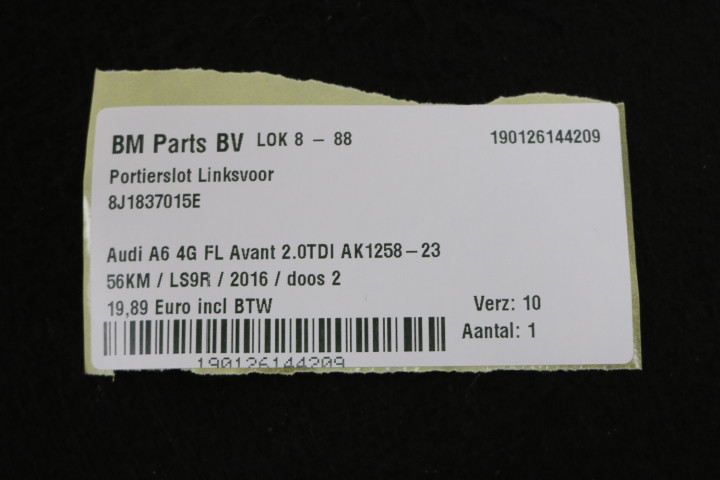 BM Parts BV LOK 8 - 88 190126144209
Portierslot Linksvoor
8J1837015E
Audi A6 4G FL Avant 2.0TDI AK1258-23
56KM / LS9R / 2016 / doos 2
19,89 Euro incl BTW Verz: 10
Aantal: 1
190126144209